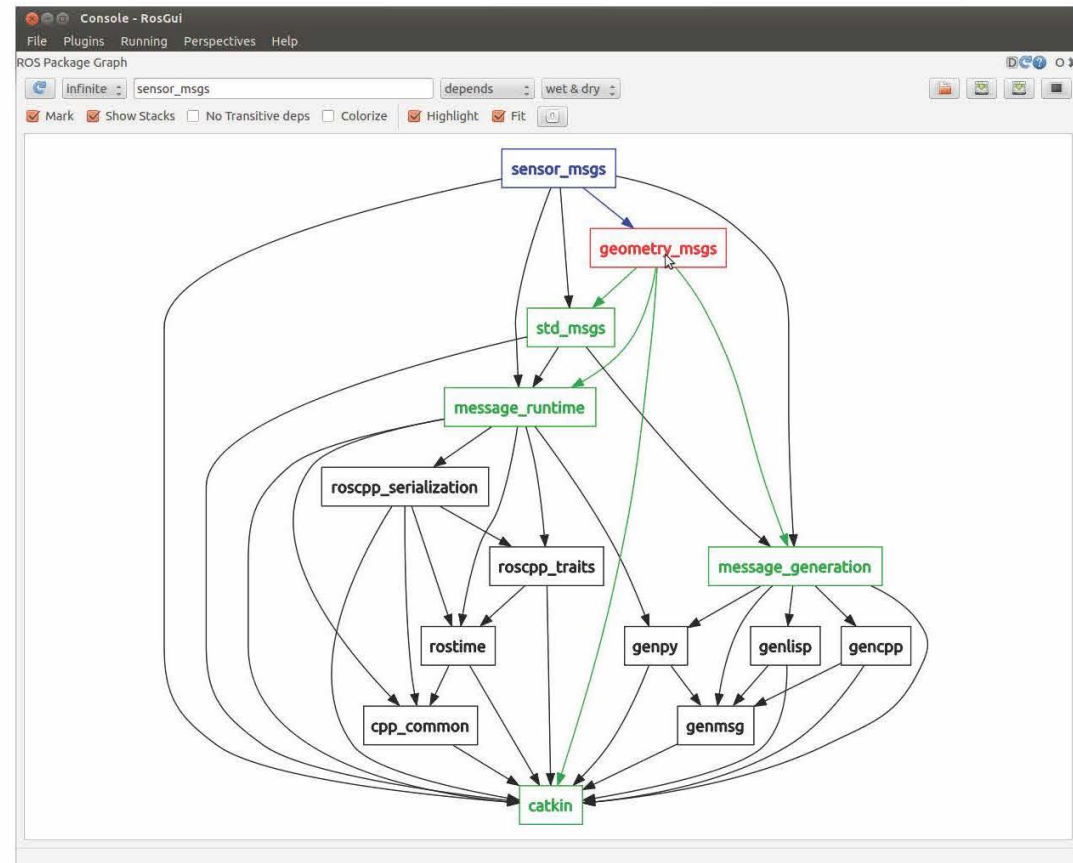 Console - RosGui
File Plugins Running Perspectives Help
ROS Package Graph
D O
infinite sensor_msgs depends wet & dry
Mark Show Stacks No Transitive deps Colorize Highlight Fit
sensor_msgs
geometry_msgs
std_msgs
message_runtime
roscpp_serialization
roscpp_traits message_generation
rostime genpy genlisp gencpp
cpp_common genmsg
catkin